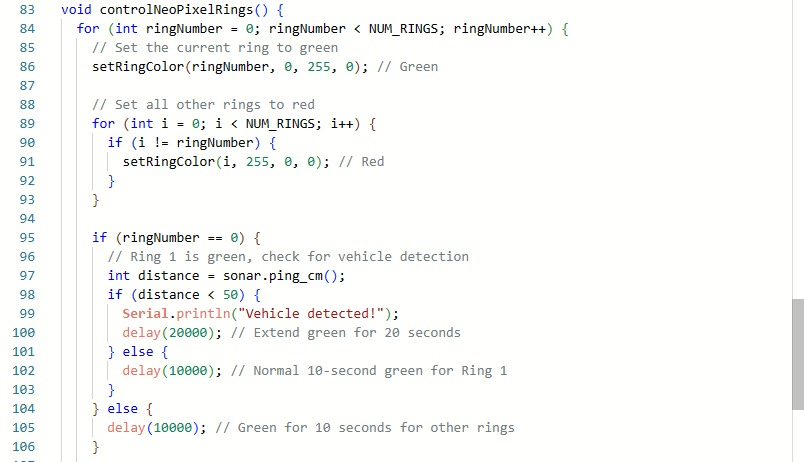 83 void controlNeoPixelRings() {
84 for (int ringNumber = 0; ringNumber < NUM_RINGS; ringNumber++) {
85 // Set the current ring to green
86 setRingColor(ringNumber, 0, 255, 0); // Green
87
88 // Set all other rings to red
89 for (int i = 0; i < NUM_RINGS; i++) {
90 if (i != ringNumber) {
91 setRingColor(i, 255, 0, 0); // Red
92 }
93 }
94
95 if (ringNumber == 0) {
96 // Ring 1 is green, check for vehicle detection
97 int distance = sonar.ping_cm();
98 if (distance < 50) {
99 Serial.println("Vehicle detected!");
100 delay(20000); // Extend green for 20 seconds
101 } else {
102 delay(10000); // Normal 10-second green for Ring 1
103 }
104 } else {
105 delay(10000); // Green for 10 seconds for other rings
106 }